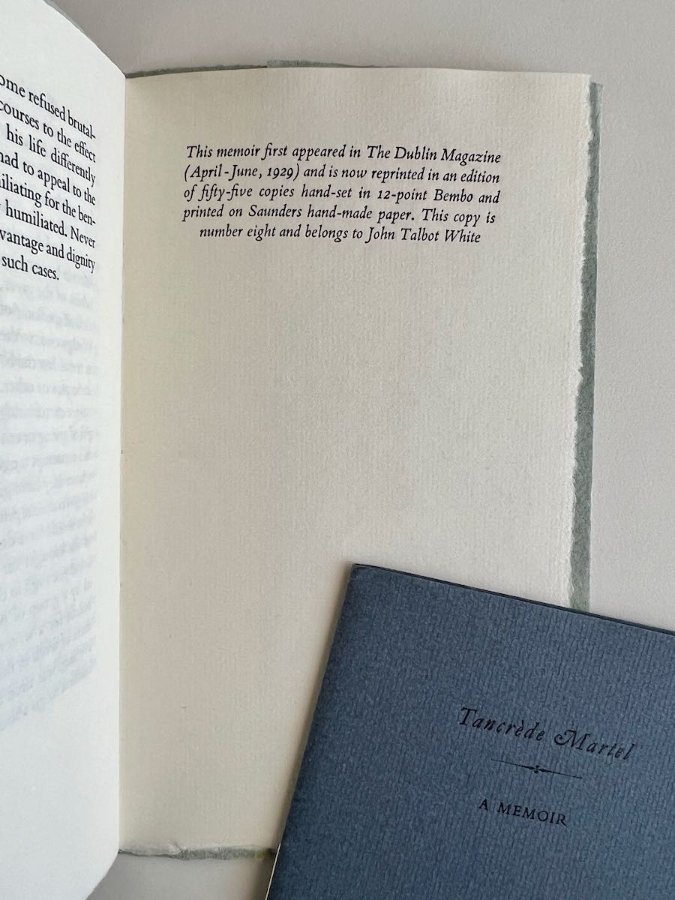 ome refused brutal-
courses to the effect
his life differently
had to appeal to the
iliating for the ben-
humiliated. Never
vantage and dignity
such cases.
This memoir first appeared in The Dublin Magazine
(April-June, 1929) and is now reprinted in an edition
of fifty-five copies hand-set in 12-point Bembo and
printed on Saunders hand-made paper. This copy is
number eight and belongs to John Talbot White
Tancrède Martel
A MEMOIR